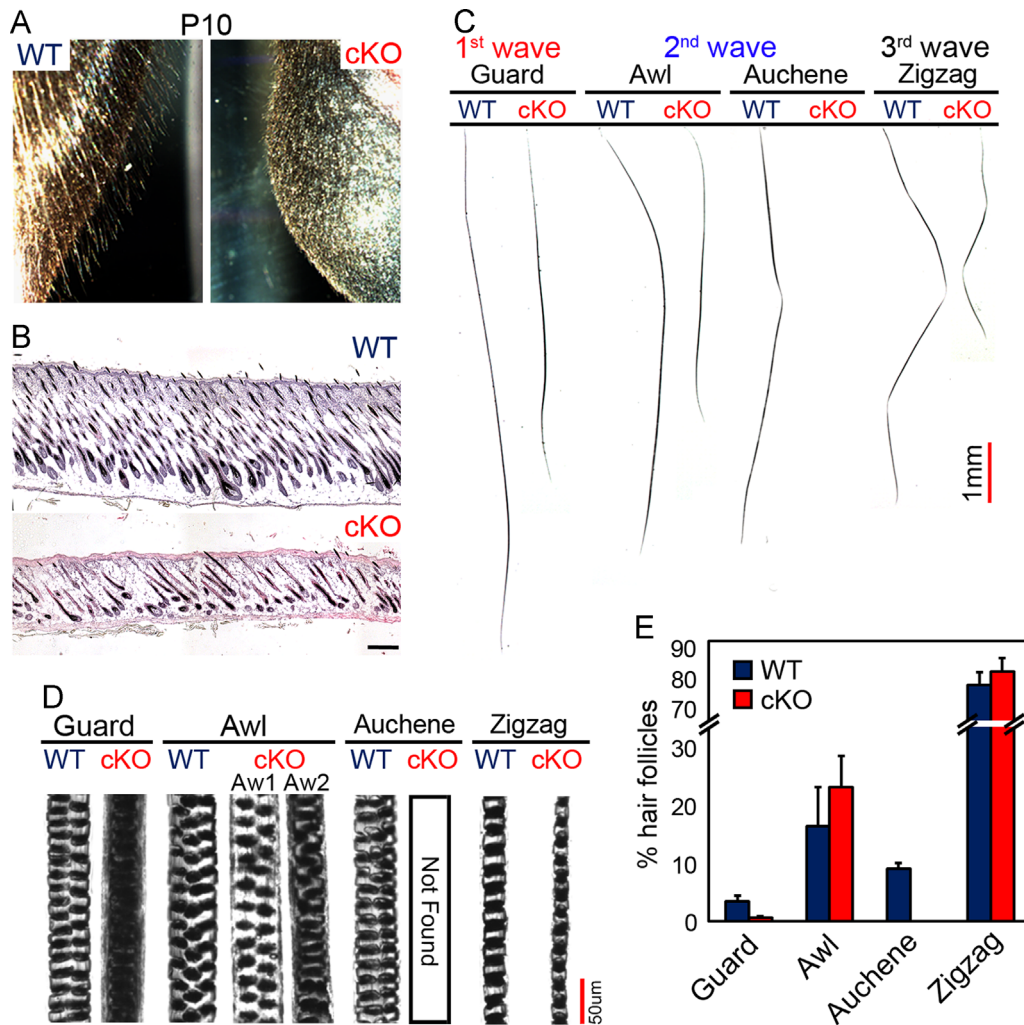 A
P10
WT
cKO
B
WT
cKO
C
1st wave
2nd wave
3rd wave
Guard
Awl
Auchene
Zigzag
WT cKO WT cKO WT cKO WT cKO
1mm
D
Guard
Awl
Auchene
Zigzag
WT cKO WT cKO WT cKO WT cKO
Aw1 Aw2
Not Found
50um
E
WT
cKO
% hair follicles
90
80
70
30
20
10
0
Guard
Awl
Auchene
Zigzag